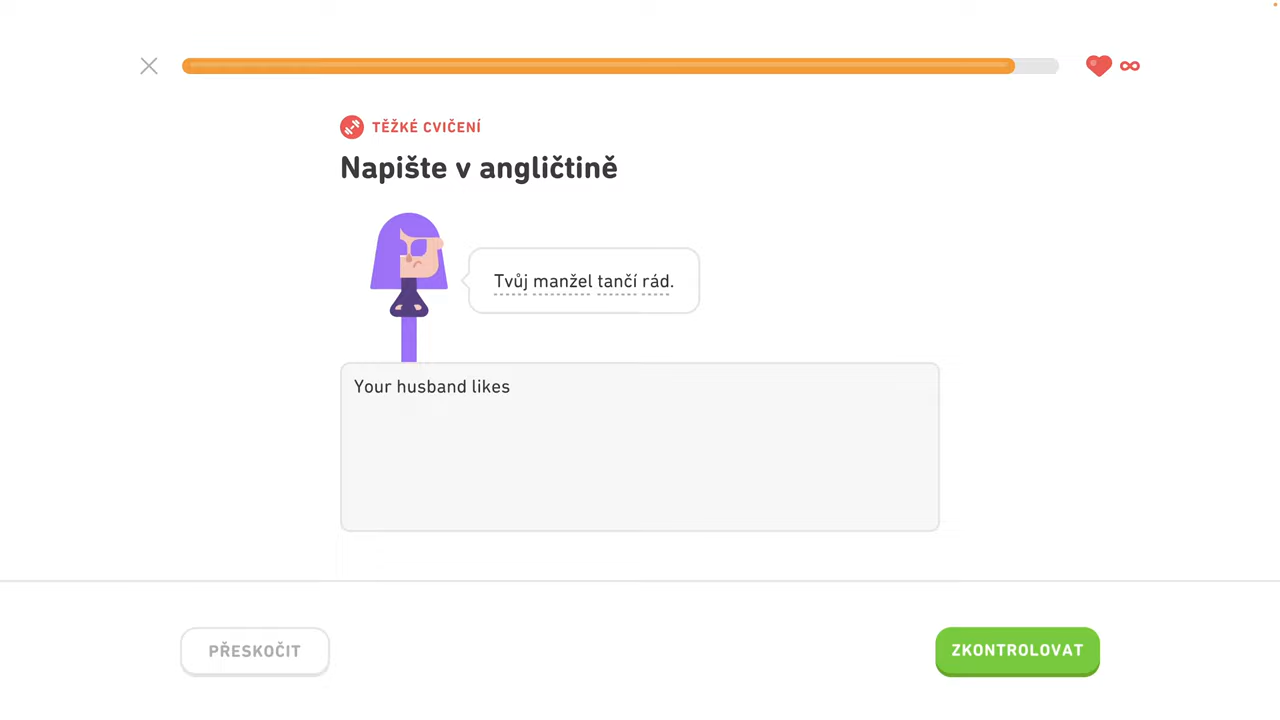 TĚŽKÉ CVIČENÍ
Napište v angličtině
Tvůj manžel tančí rád.
Your husband likes
PŘESKOČIT
ZKONTROLOVAT